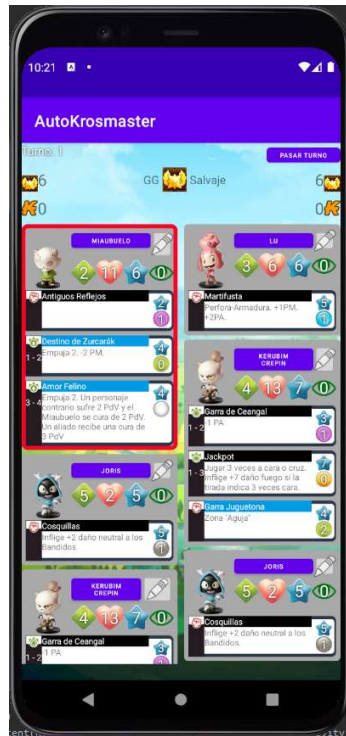 10:21
AutoKrosmaster
Turno: 1
PASAR TURNO
6 GG Salvaje 6
0 0
MIAUBUELO
2 11 6 0
Antiguos Reflejos
2
1
Destino de Zurcarák
1 - 2
Empuja 2, -2 PM.
4
0
Amor Felino
3 - 4
Empuja 2. Un personaje
contrario sufre 2 PdV y el
Miaubuelo se cura de 2 PdV.
Un aliado recibe una cura de
3 PdV
4
JORIS
5 2 5 0
Cosquillas
Inflige +2 daño neutral a los
Bandidos.
5
1
KERUBIM
CREPIN
4 13 7 0
Garra de Ceangal
1 - 2
-1 PA
3
LU
3 6 6 0
Martifusta
Perfora-Armadura. +1PM.
+2PA.
5
1
KERUBIM
CREPIN
4 13 7 0
Garra de Ceangal
1 - 2
-1 PA
3
1
Jackpot
1 - 2
Jugar 3 veces a cara o cruz.
Inflige +7 daño fuego si la
tirada indica 3 veces cara.
7
0
Garra Juguetona
Zona "Aguja"
4
2
JORIS
5 2 5 0
Cosquillas
Inflige +2 daño neutral a los
Bandidos.
5
1